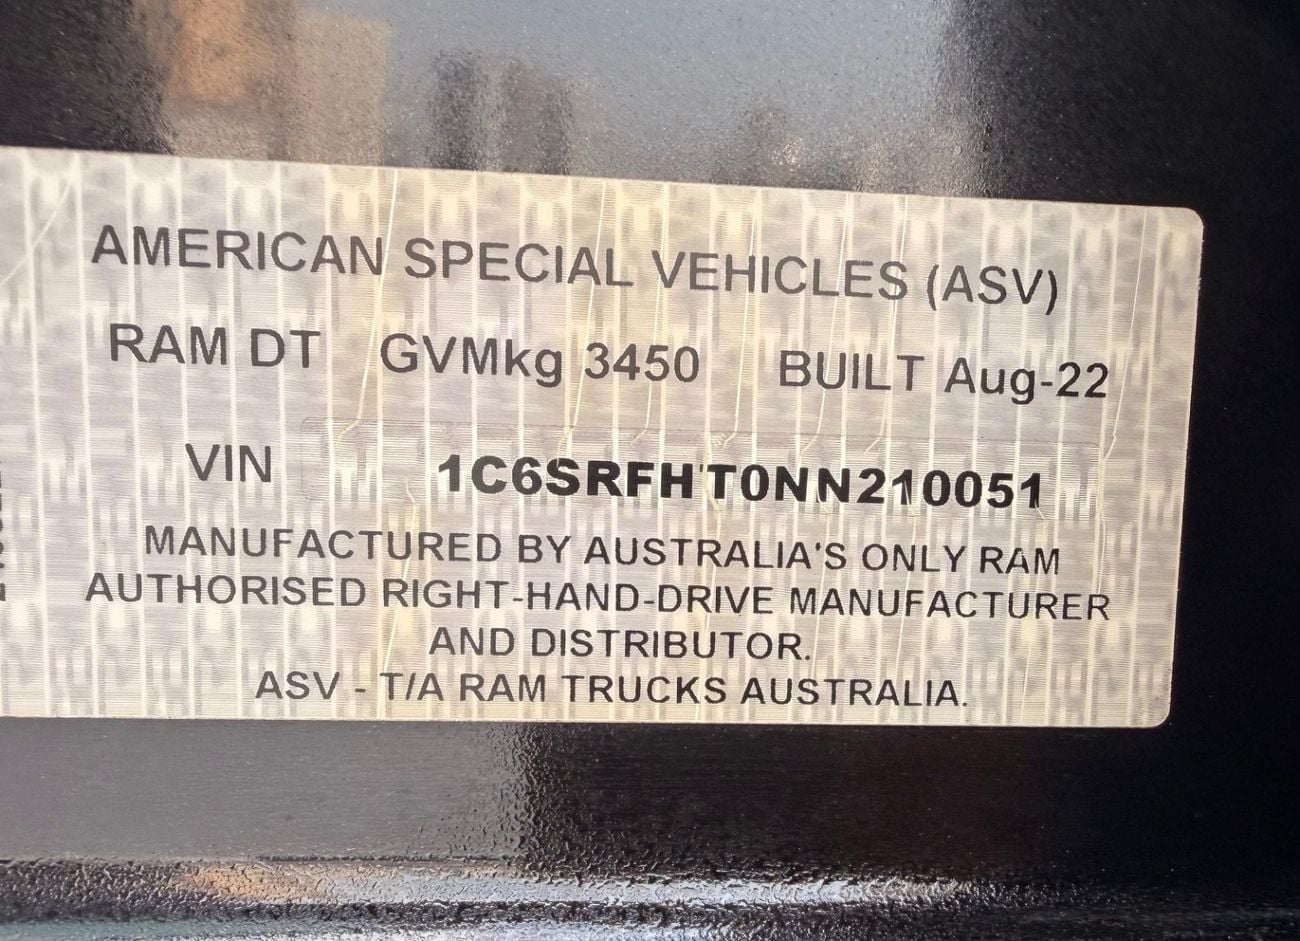 AMERICAN SPECIAL VEHICLES (ASV)
RAM DT GVMkg 3450 BUILT Aug-22
VIN 1C6SRFHT0NN210051
MANUFACTURED BY AUSTRALIA'S ONLY RAM
AUTHORISED RIGHT-HAND-DRIVE MANUFACTURER
AND DISTRIBUTOR.
ASV - T/A RAM TRUCKS AUSTRALIA.